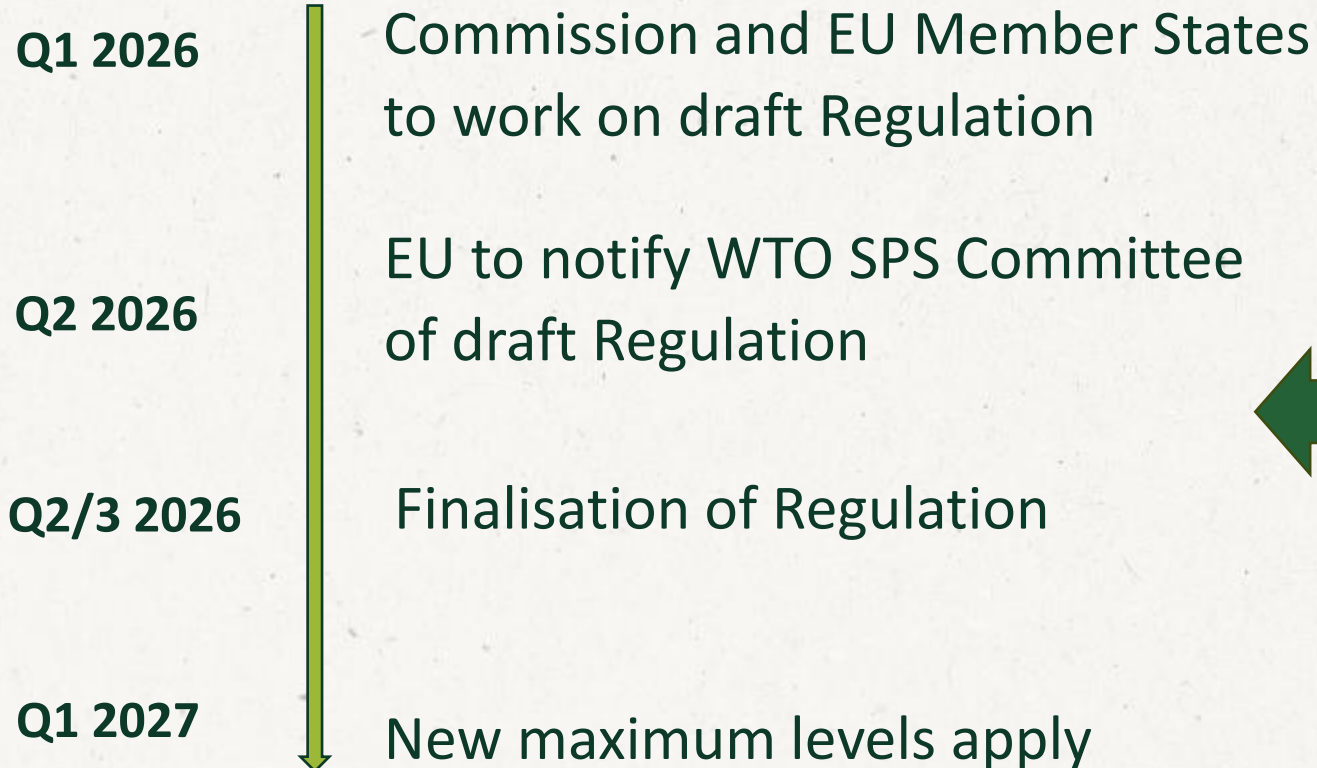 Q1 2026
Commission and EU Member States
to work on draft Regulation
Q2 2026
EU to notify WTO SPS Committee
of draft Regulation
Q2/3 2026
Finalisation of Regulation
Q1 2027
New maximum levels apply